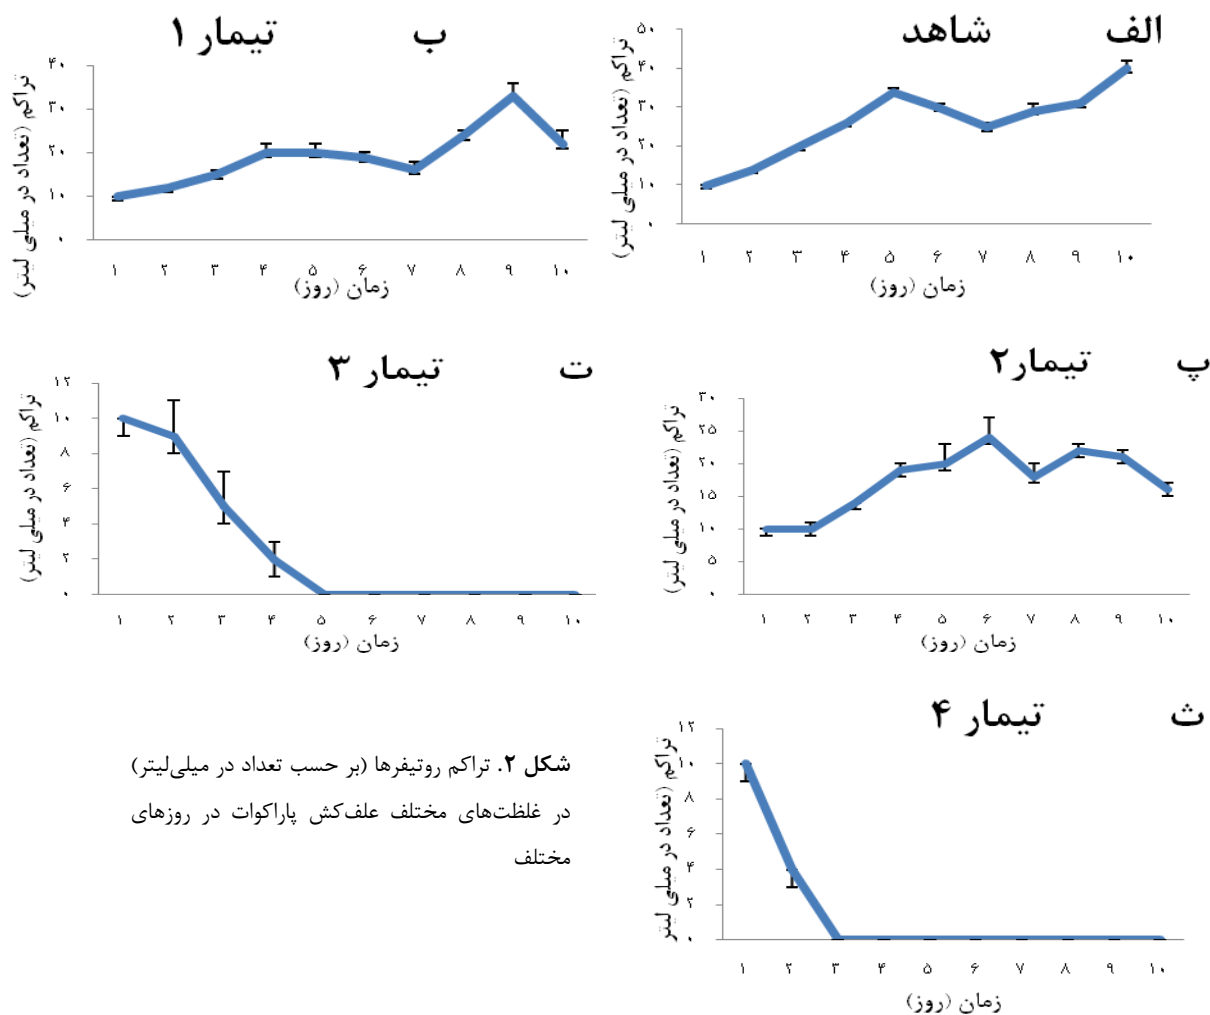 الف شاهد
تراکم (تعداد در میلی لیتر)
۵۰
۴۰
۳۰
۲۰
۱۰
۰
۱ ۲ ۳ ۴ ۵ ۶ ۷ ۸ ۹ ۱۰
زمان (روز)
ب تیمار ۱
تراکم (تعداد در میلی لیتر)
۴۰
۳۰
۲۰
۱۰
۰
۱ ۲ ۳ ۴ ۵ ۶ ۷ ۸ ۹ ۱۰
زمان (روز)
پ تیمار۲
تراکم (تعداد در میلی لیتر)
۳۰
۲۵
۲۰
۱۵
۱۰
۵
۰
۱ ۲ ۳ ۴ ۵ ۶ ۷ ۸ ۹ ۱۰
زمان (روز)
ت تیمار ۳
تراکم (تعداد در میلی لیتر)
۱۲
۱۰
۸
۶
۴
۲
۰
۱ ۲ ۳ ۴ ۵ ۶ ۷ ۸ ۹ ۱۰
زمان (روز)
ث تیمار ۴
تراکم (تعداد در میلی لیتر
۱۲
۱۰
۸
۶
۴
۲
۰
۱ ۲ ۳ ۴ ۵ ۶ ۷ ۸ ۹ ۱۰
زمان (روز)
شکل ۲. تراکم روتیفرها (بر حسب تعداد در میلی‌لیتر)
در غلظت‌های مختلف علف‌کش پاراکوات در روزهای
مختلف